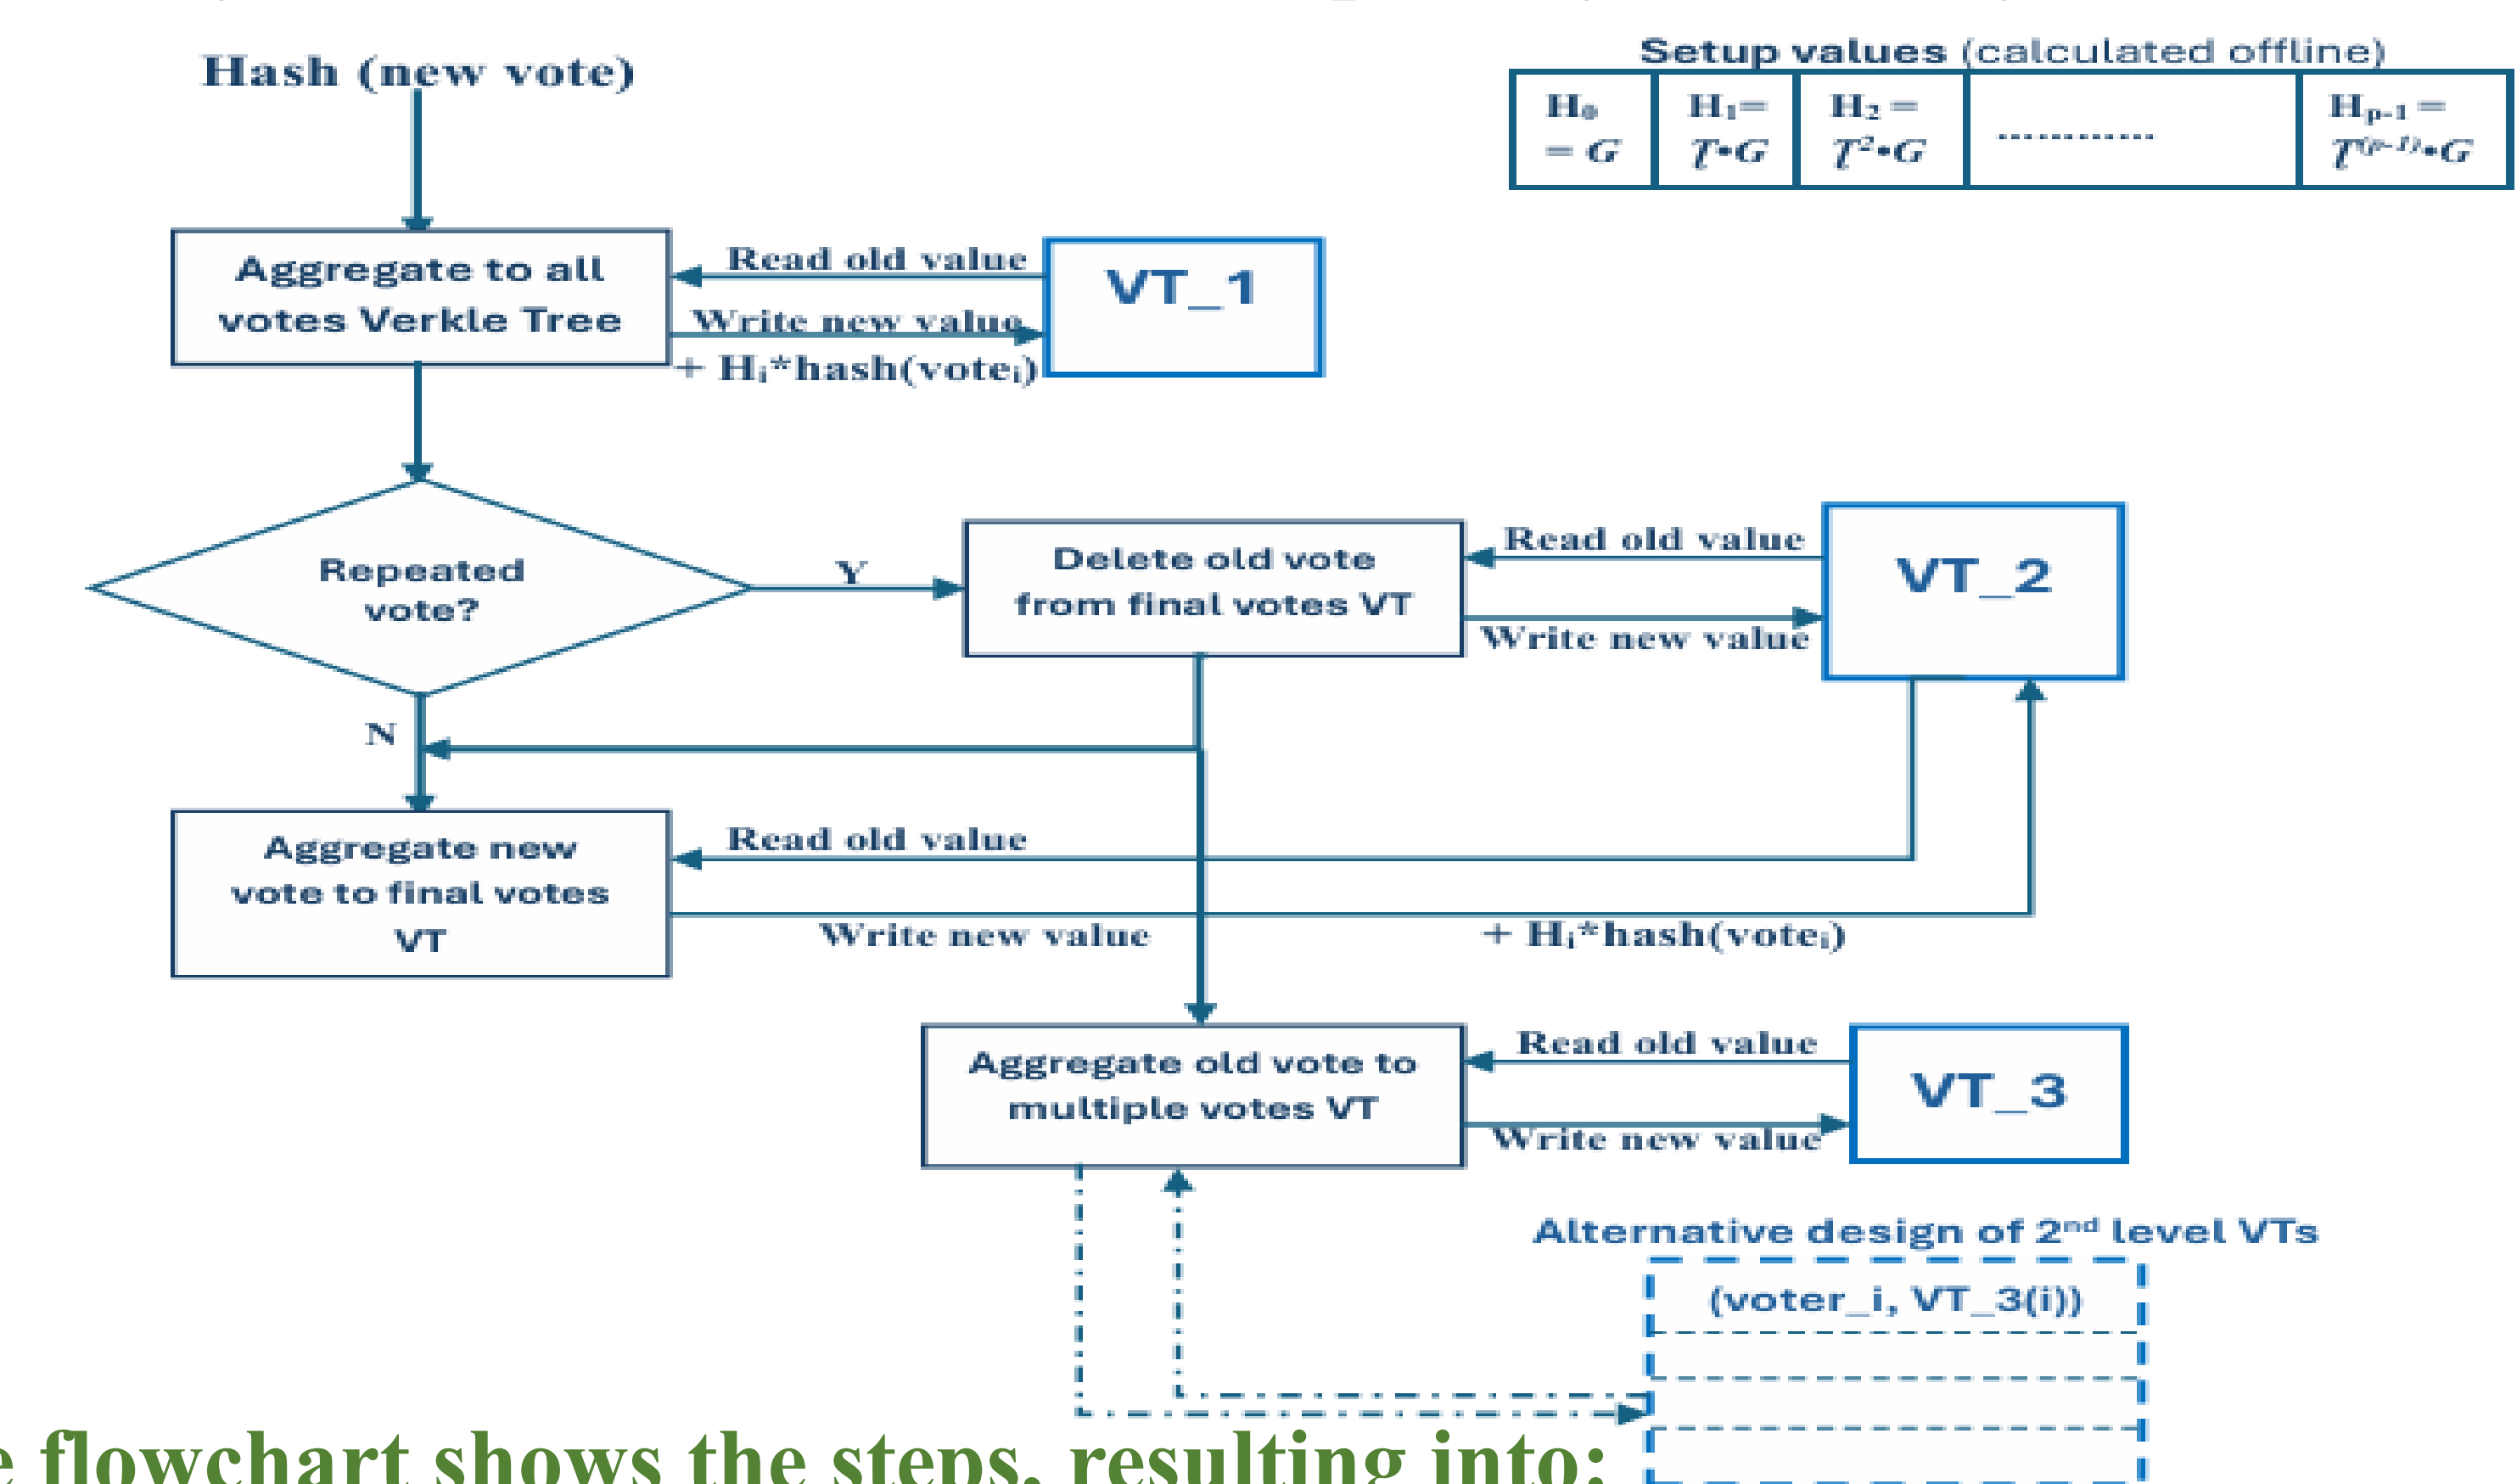 Hash (new vote)
Setup values (calculated offline)
H₀
= G
H₁=
Ƭ•G
H₂ =
Ƭ²•G
.............
Hₚ₋₁ =
Ƭ⁽ᵖ⁻¹⁾•G
Aggregate to all
votes Verkle Tree
Read old value
Write new value
+ Hᵢ*hash(voteᵢ)
VT_1
Repeated
vote?
Y
Delete old vote
from final votes VT
Read old value
Write new value
VT_2
N
Aggregate new
vote to final votes
VT
Read old value
Write new value
+ Hᵢ*hash(voteᵢ)
Aggregate old vote to
multiple votes VT
Read old value
Write new value
VT_3
Alternative design of 2ⁿᵈ level VTs
(voter_i, VT_3(i))
flowchart shows the steps, resulting into: